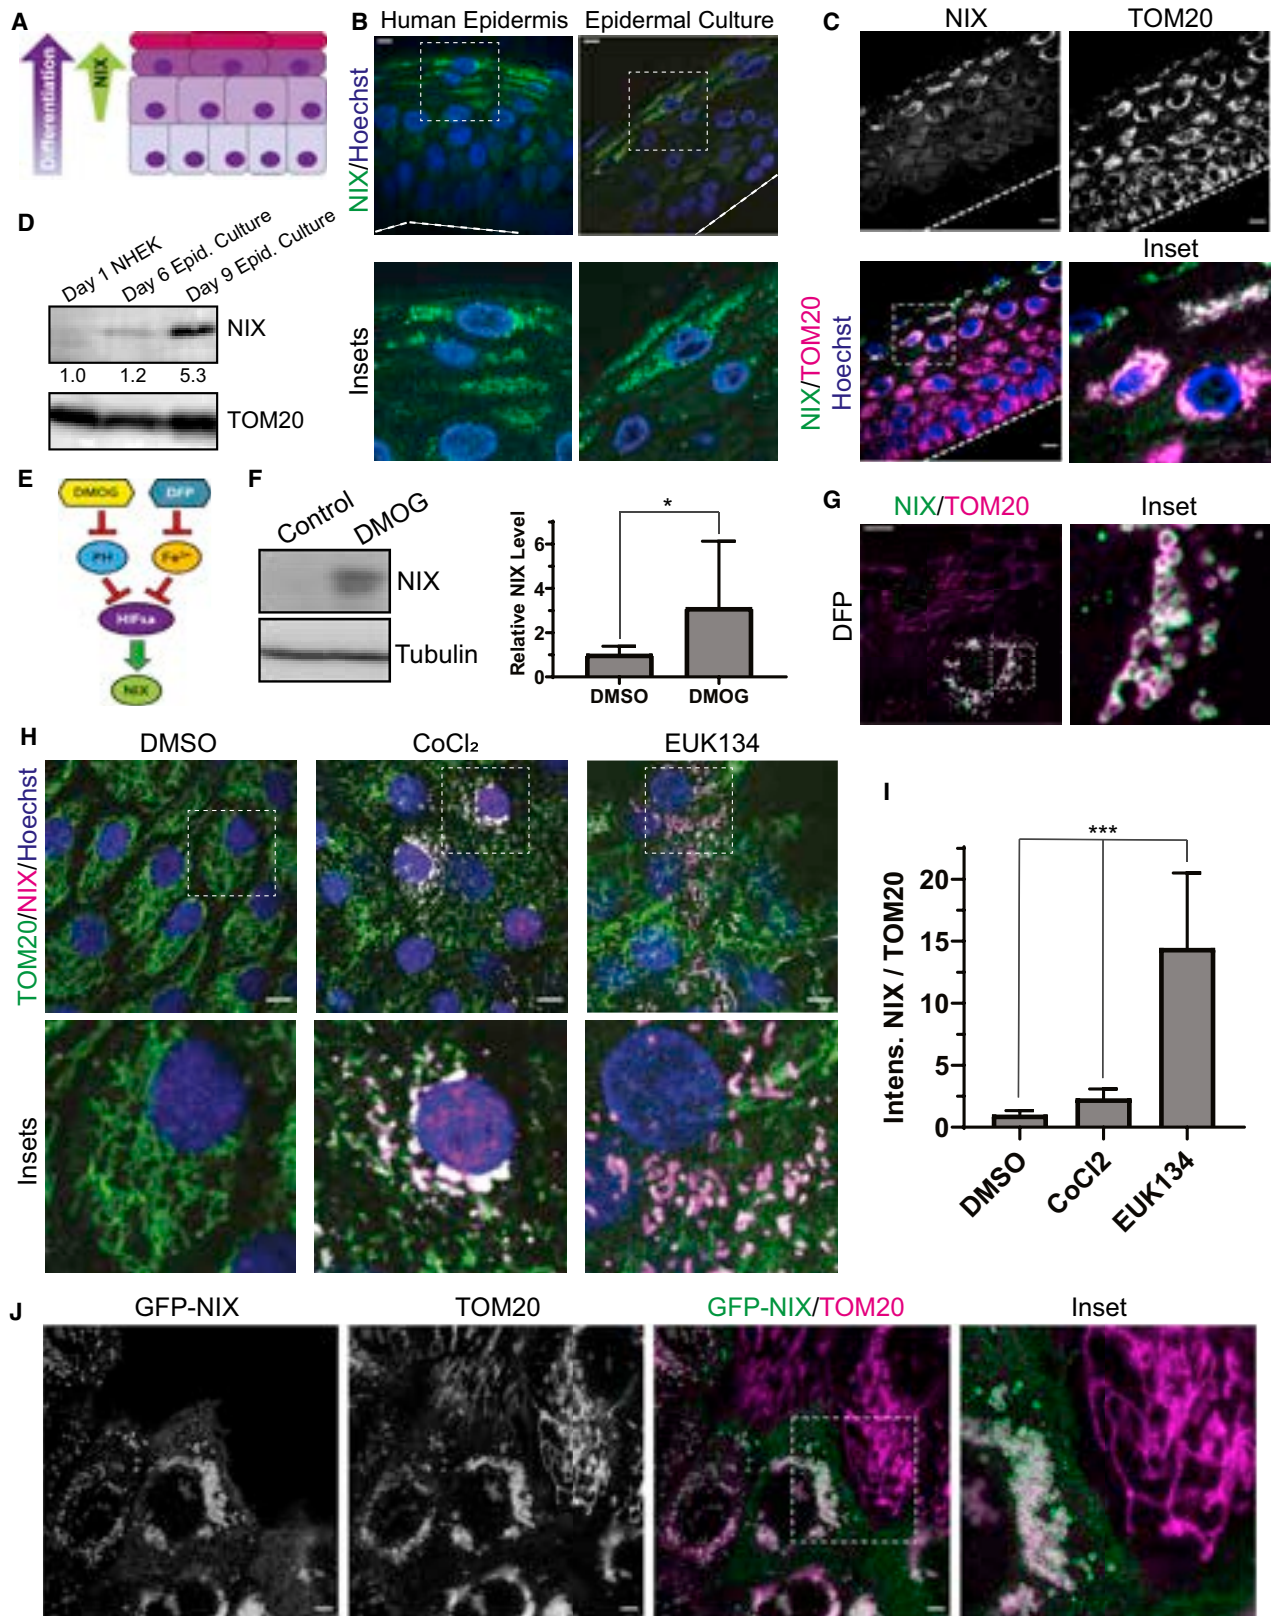 A
Differentiation
NIX
B
Human Epidermis
Epidermal Culture
NIX/Hoechst
Insets
C
NIX
TOM20
Inset
NIX/TOM20
Hoechst
D
Day 1 NHEK
Day 6 Epid. Culture
Day 9 Epid. Culture
NIX
1.0 1.2 5.3
TOM20
E
DMOG
DFP
PH
Fe²⁺
HIF1a
NIX
F
Control
DMOG
NIX
Tubulin
Relative NIX Level
6
4
2
0
*
DMSO
DMOG
G
NIX/TOM20
Inset
DFP
H
DMSO
CoCl₂
EUK134
TOM20/NIX/Hoechst
Insets
I
Intens. NIX / TOM20
20
15
10
5
0
***
DMSO
CoCl2
EUK134
J
GFP-NIX
TOM20
GFP-NIX/TOM20
Inset